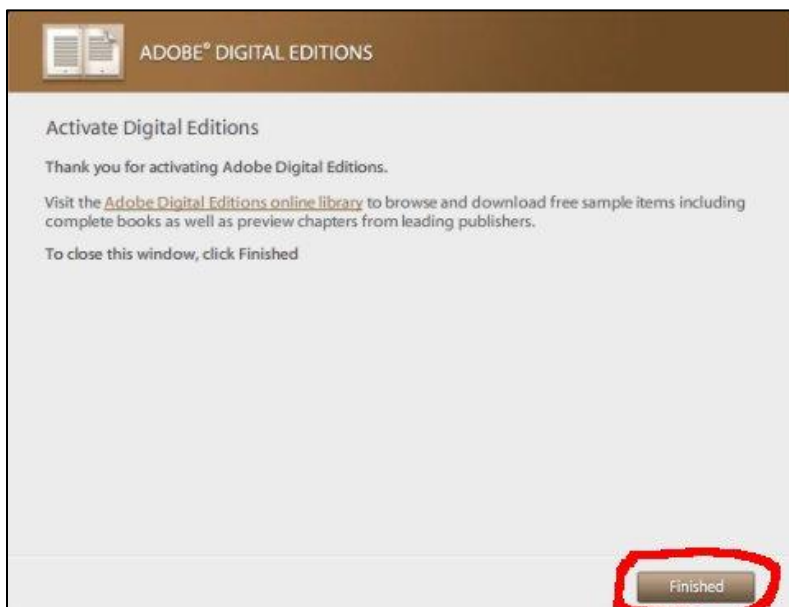 ADOBE® DIGITAL EDITIONS
Activate Digital Editions
Thank you for activating Adobe Digital Editions.
Visit the Adobe Digital Editions online library to browse and download free sample items including
complete books as well as preview chapters from leading publishers.
To close this window, click Finished
Finished